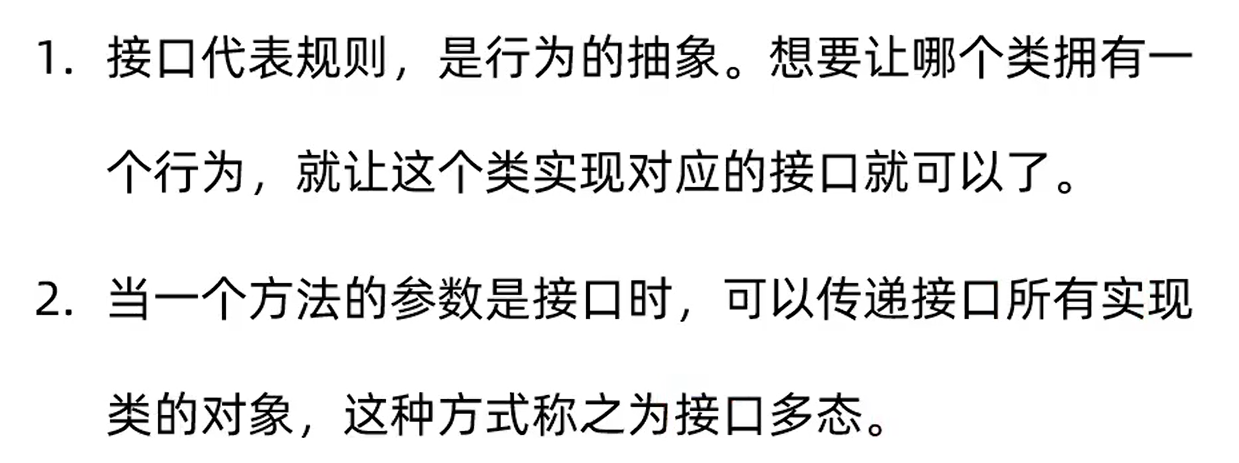 1. 接口代表规则，是行为的抽象。想要让哪个类拥有一
个行为，就让这个类实现对应的接口就可以了。
2. 当一个方法的参数是接口时，可以传递接口所有实现
类的对象，这种方式称之为接口多态。